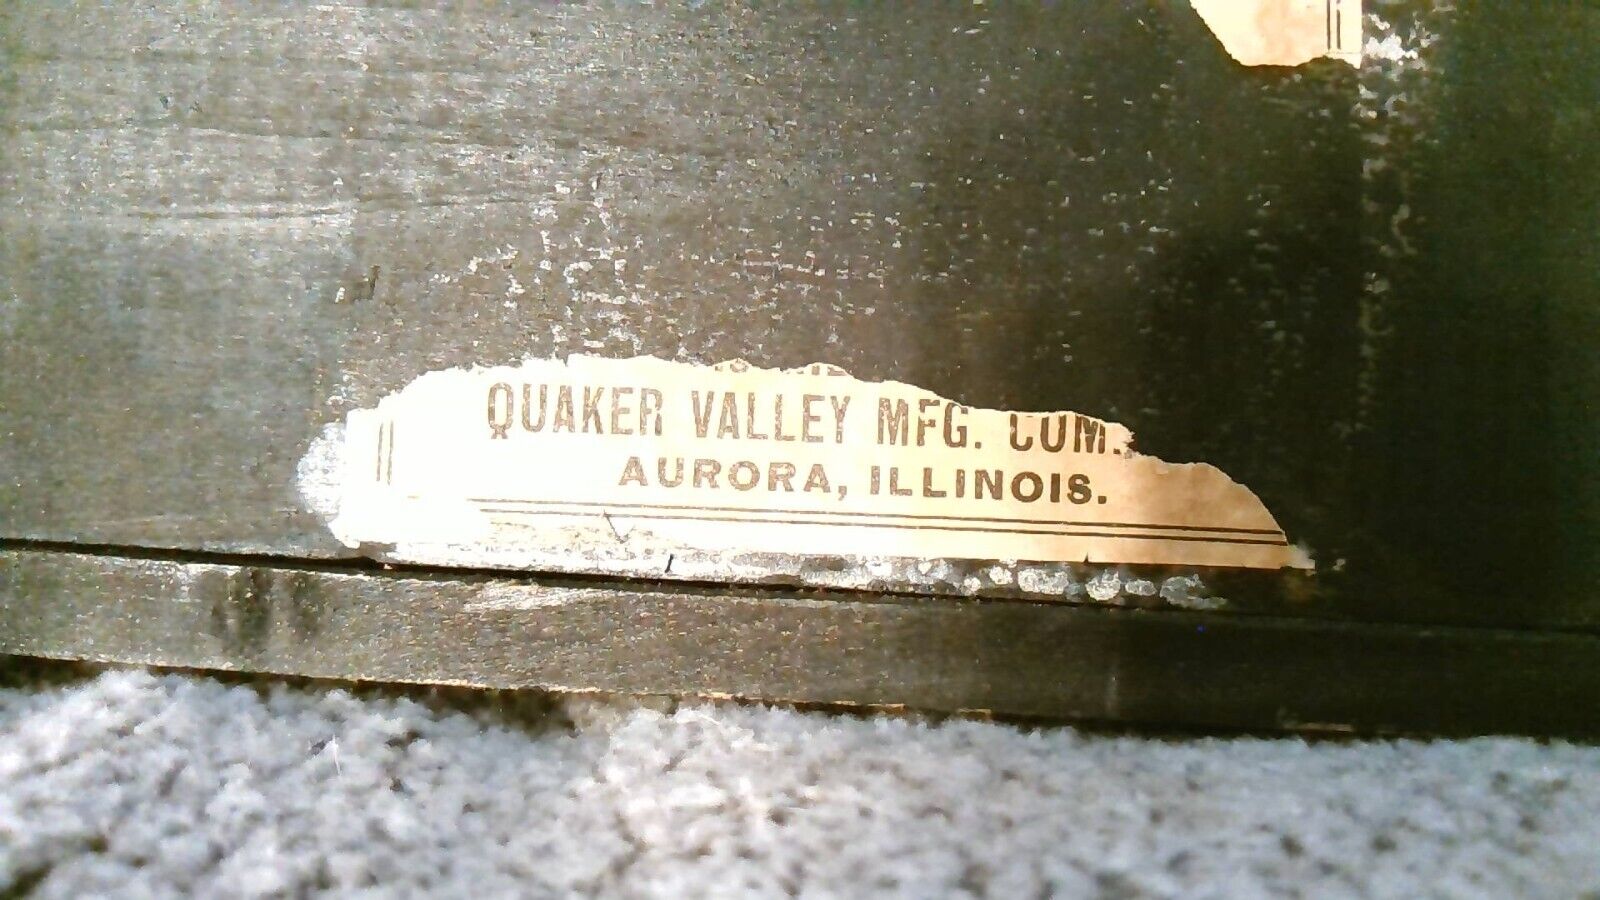 QUAKER VALLEY MFG. COM.
AURORA, ILLINOIS.